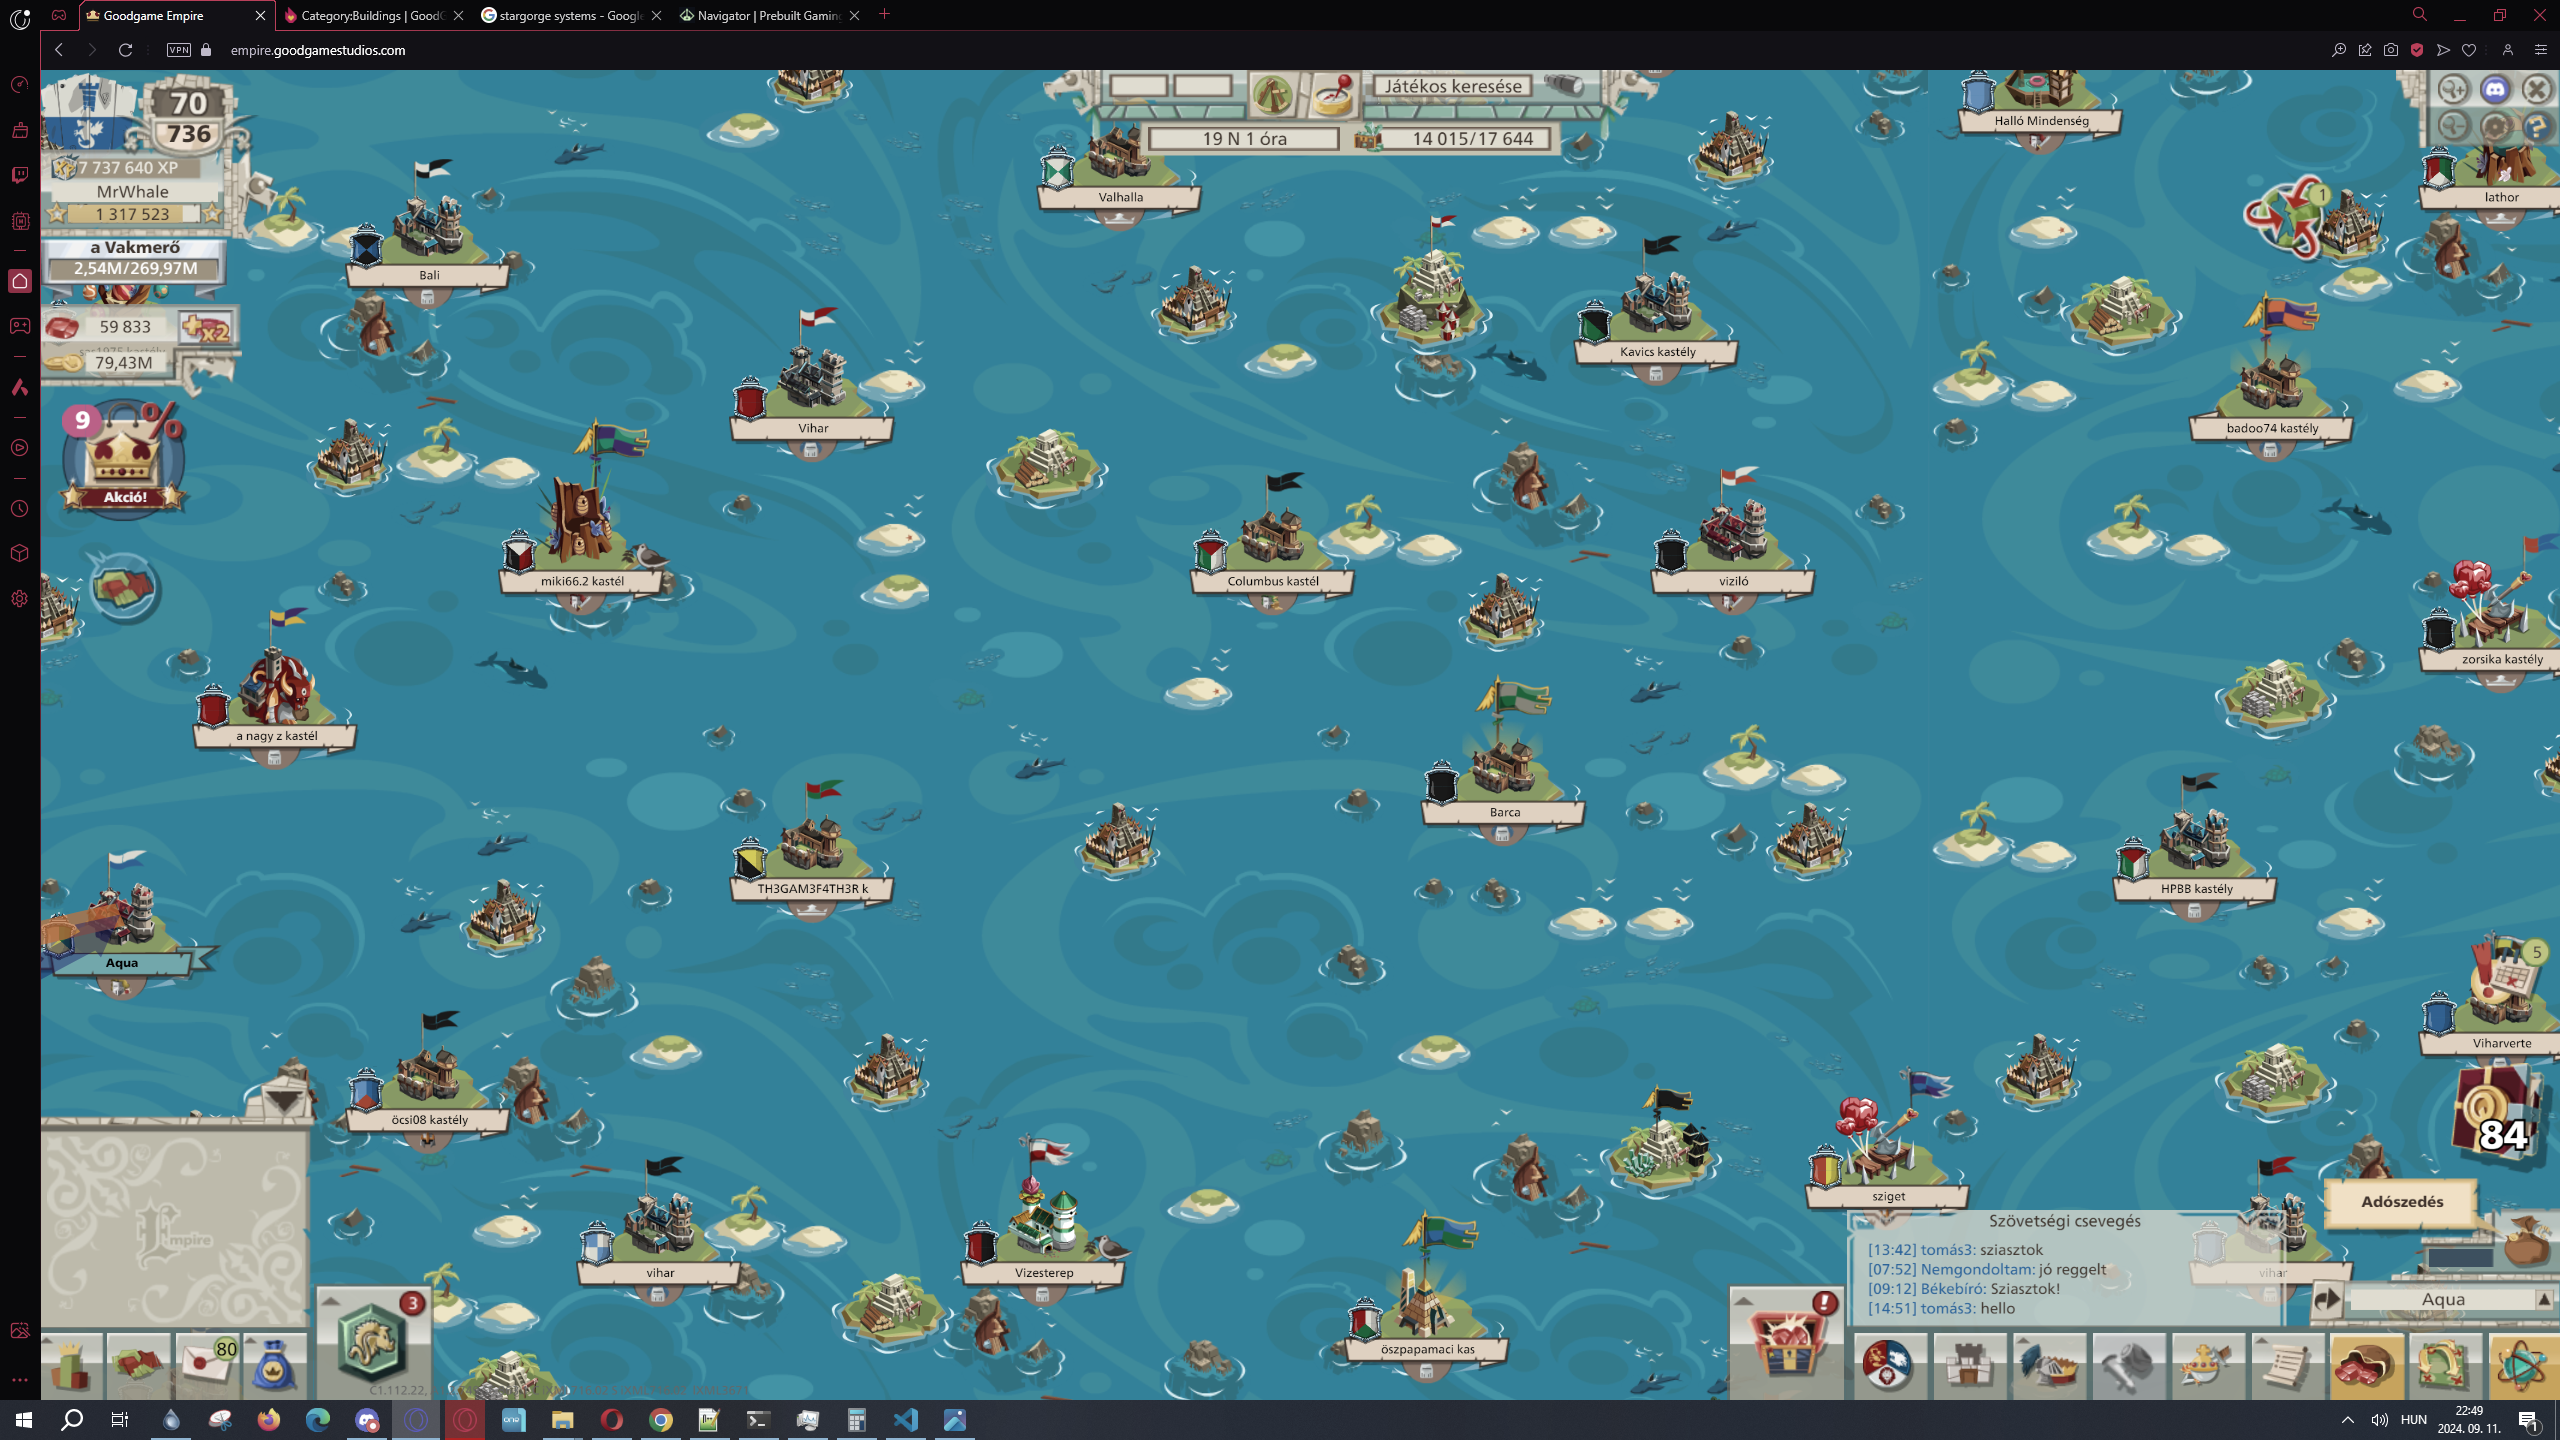 Goodgame Empire
Category:Buildings | GoodG
stargorge systems - Google
Navigator | Prebuilt Gaming
VPN
empire.goodgamestudios.com
70
736
7 737 640 XP
MrWhale
1 317 523
a Vakmerő
2,54M/269,97M
59 833
x2
79,43M
9
%
Akció!
Játékos keresése
19 N 1 óra
14 015/17 644
Halló Mindenség
Valhalla
lathor
1
Bali
Kavics kastély
Vihar
badoo74 kastély
miki66.2 kastél
Columbus kastél
viziló
zorsika kastély
a nagy z kastél
Barca
TH3GAM3F4TH3R k
HPBB kastély
Aqua
5
Viharverte
öcsi08 kastély
84
sziget
Adószedés
Empire
vihar
Vizesterep
vihar
öszpapamaci kas
Szövetségi csevegés
[13:42] tomás3: sziasztok
[07:52] Nemgondoltam: jó reggelt
[09:12] Békebíró: Sziasztok!
[14:51] tomás3: hello
Aqua
80
3
!
C1.112.22,
one
HUN
22:49
2024. 09. 11.
1